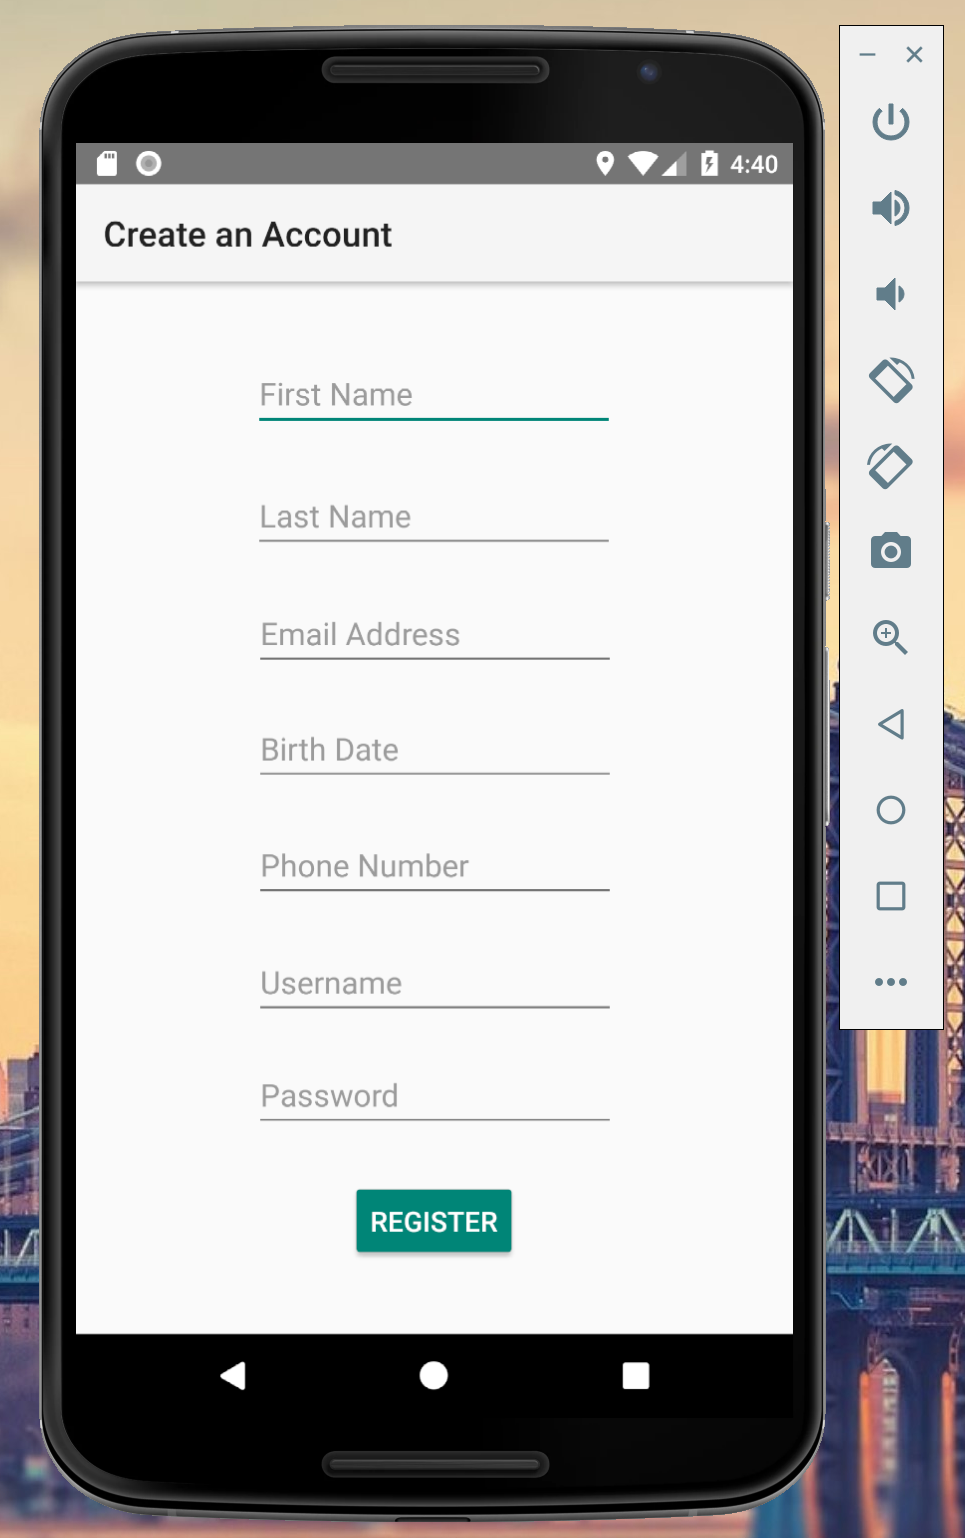 4:40
Create an Account
First Name
Last Name
Email Address
Birth Date
Phone Number
Username
Password
REGISTER